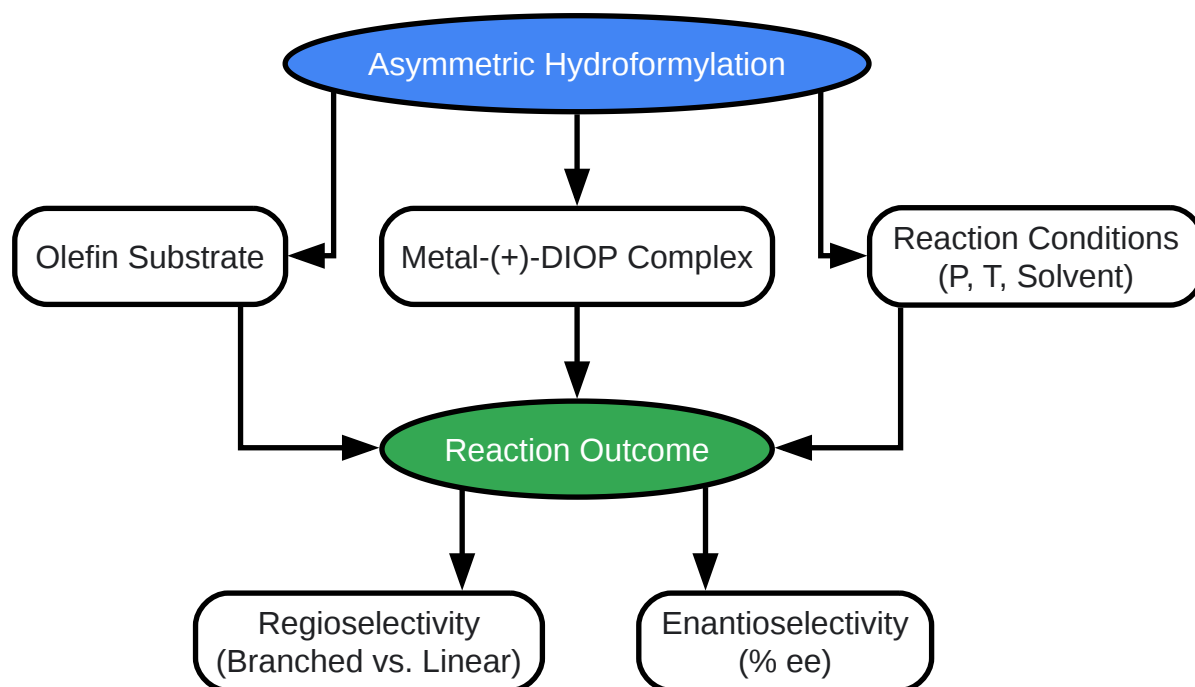 Asymmetric Hydroformylation
Olefin Substrate
Metal-(+)-DIOP Complex
Reaction Conditions
(P, T, Solvent)
Reaction Outcome
Regioselectivity
(Branched vs. Linear)
Enantioselectivity
(% ee)